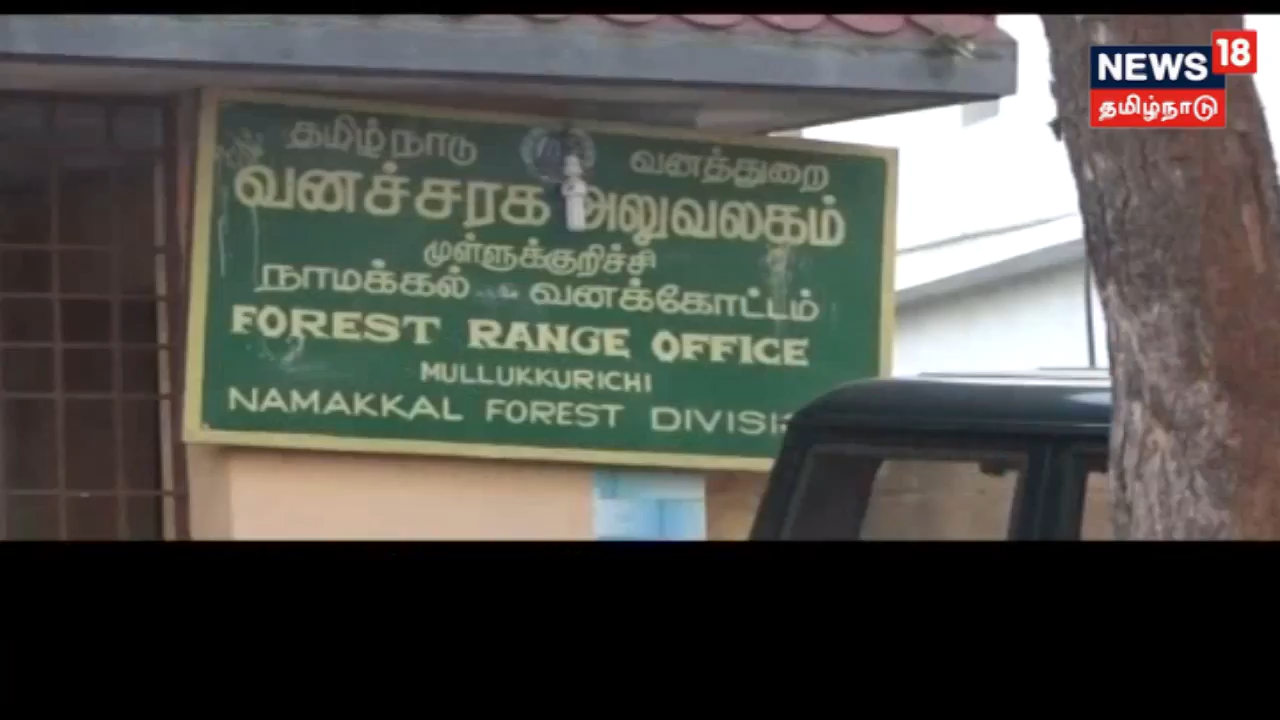 தமிழ்நாடு வனத்துறை
வனச்சரக அலுவலகம்
முள்ளுக்குறிச்சி
நாமக்கல் - வனக்கோட்டம்
FOREST RANGE OFFICE
MULLUKKURICHI
NAMAKKAL FOREST
NEWS 18
தமிழ்நாடு